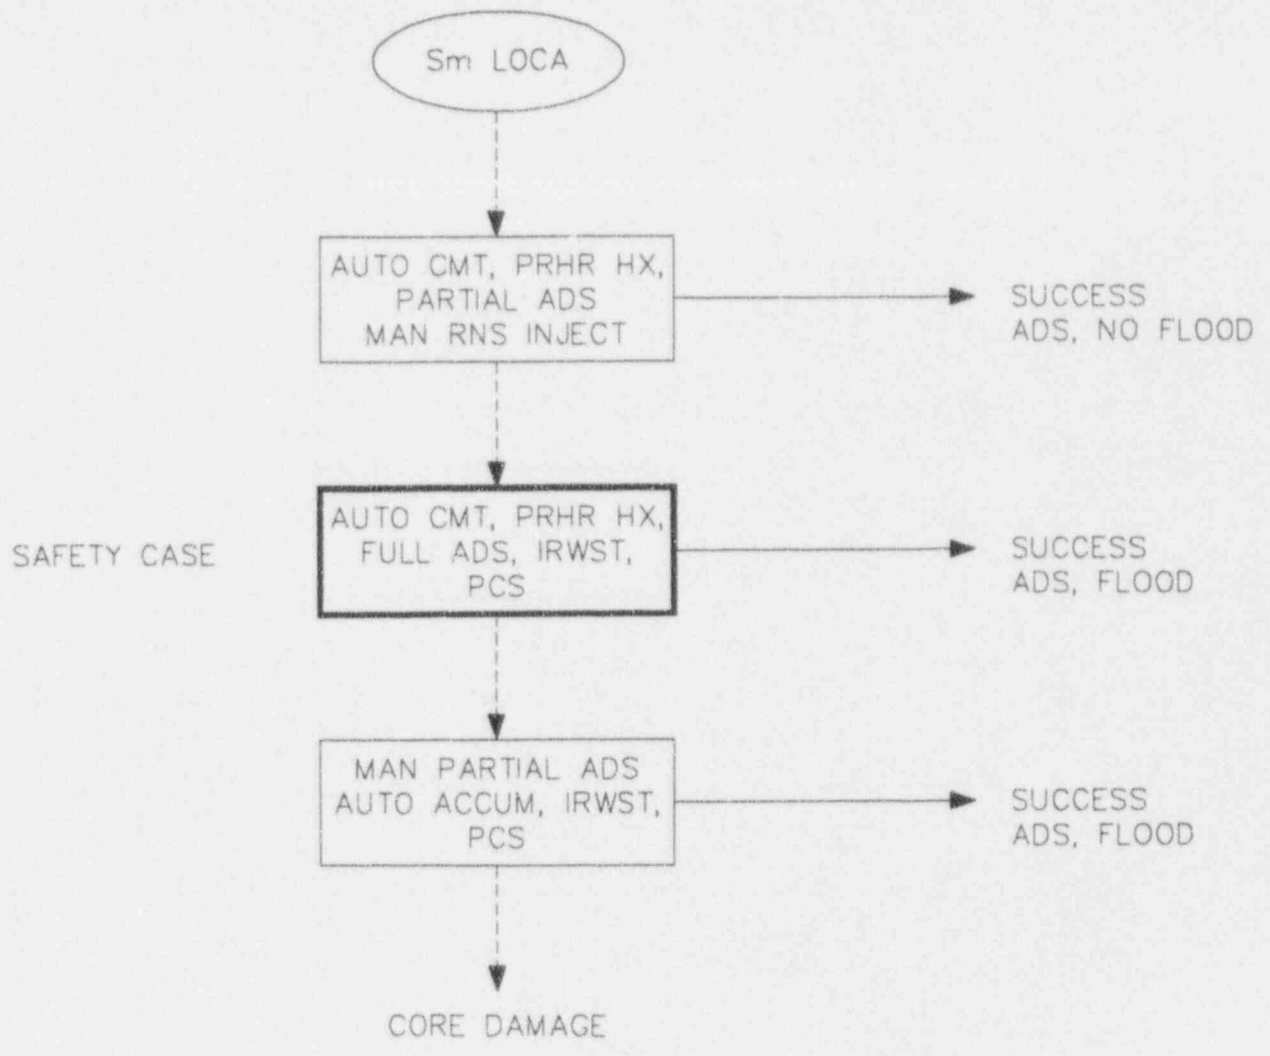 Sm LOCA
AUTO CMT, PRHR HX,
PARTIAL ADS
MAN RNS INJECT
SUCCESS
ADS, NO FLOOD
SAFETY CASE
AUTO CMT, PRHR HX,
FULL ADS, IRWST,
PCS
SUCCESS
ADS, FLOOD
MAN PARTIAL ADS
AUTO ACCUM, IRWST,
PCS
SUCCESS
ADS, FLOOD
CORE DAMAGE